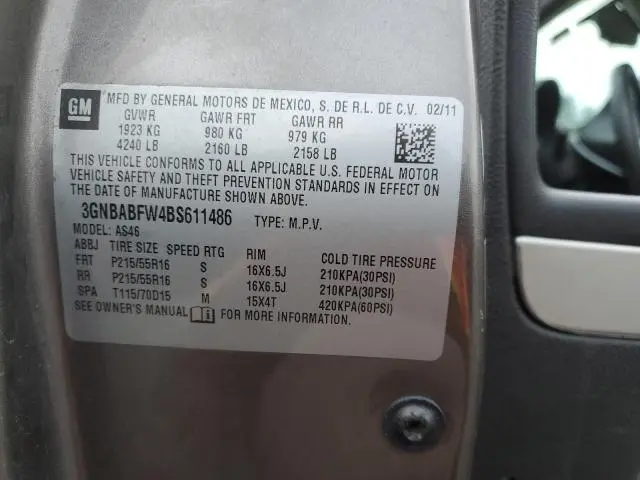 GM
MFD BY GENERAL MOTORS DE MEXICO, S. DE R.L. DE C.V. 02/11
GVWR GAWR FRT GAWR RR
1923 KG 980 KG 979 KG
4240 LB 2160 LB 2158 LB
THIS VEHICLE CONFORMS TO ALL APPLICABLE U.S. FEDERAL MOTOR
VEHICLE SAFETY AND THEFT PREVENTION STANDARDS IN EFFECT ON
THE DATE OF MANUFACTURE SHOWN ABOVE.
3GNBABFW4BS611486 TYPE: M.P.V.
MODEL: AS46
ABBJ TIRE SIZE SPEED RTG RIM COLD TIRE PRESSURE
FRT P215/55R16 S 16X6.5J 210KPA(30PSI)
RR P215/55R16 S 16X6.5J 210KPA(30PSI)
SPA T115/70D15 M 15X4T 420KPA(60PSI)
SEE OWNER'S MANUAL FOR MORE INFORMATION.